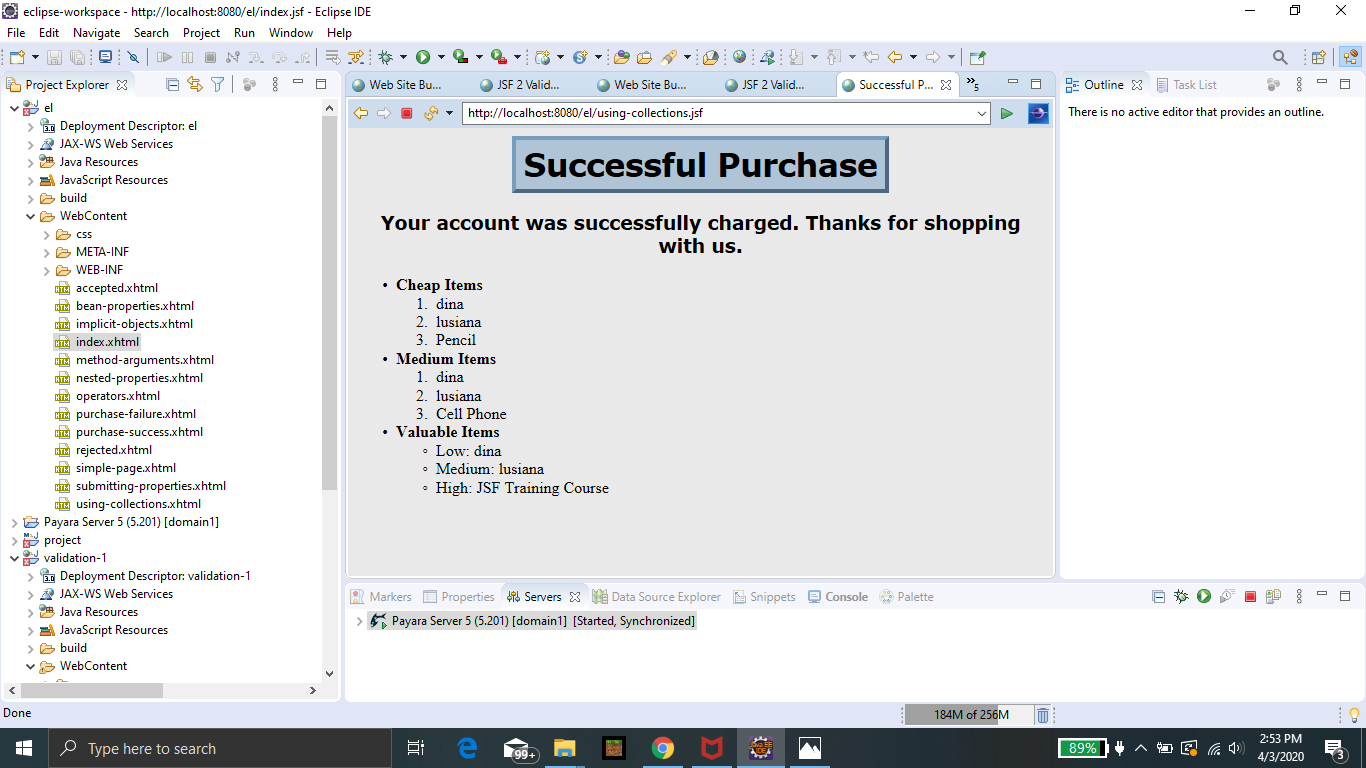 eclipse-workspace - http://localhost:8080/el/index.jsf - Eclipse IDE
File Edit Navigate Search Project Run Window Help
Project Explorer
el
Deployment Descriptor: el
JAX-WS Web Services
Java Resources
JavaScript Resources
build
WebContent
css
META-INF
WEB-INF
accepted.xhtml
bean-properties.xhtml
implicit-objects.xhtml
index.xhtml
method-arguments.xhtml
nested-properties.xhtml
operators.xhtml
purchase-failure.xhtml
purchase-success.xhtml
rejected.xhtml
simple-page.xhtml
submitting-properties.xhtml
using-collections.xhtml
Payara Server 5 (5.201) [domain1]
project
validation-1
Deployment Descriptor: validation-1
JAX-WS Web Services
Java Resources
JavaScript Resources
build
WebContent
Web Site Bu... JSF 2 Valid... Web Site Bu... JSF 2 Valid... Successful P... »5
http://localhost:8080/el/using-collections.jsf
Successful Purchase
Your account was successfully charged. Thanks for shopping
with us.
• Cheap Items
1. dina
2. lusiana
3. Pencil
• Medium Items
1. dina
2. lusiana
3. Cell Phone
• Valuable Items
◦ Low: dina
◦ Medium: lusiana
◦ High: JSF Training Course
Outline Task List
There is no active editor that provides an outline.
Markers Properties Servers Data Source Explorer Snippets Console Palette
Payara Server 5 (5.201) [domain1] [Started, Synchronized]
Done
184M of 256M
Type here to search
99+
89%
2:53 PM
4/3/2020
3